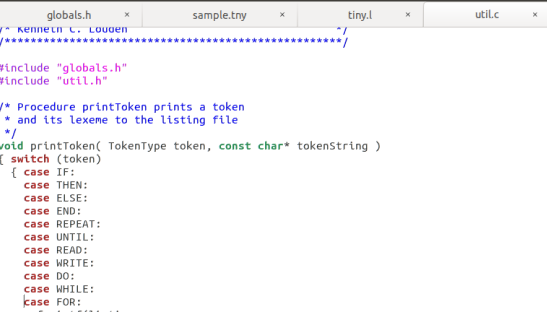 globals.h × sample.tny × tiny.l × util.c ×
/* Kenneth C. Louden */
/****************************************************/
#include "globals.h"
#include "util.h"
/* Procedure printToken prints a token
* and its lexeme to the listing file
*/
void printToken( TokenType token, const char* tokenString )
{ switch (token)
{ case IF:
case THEN:
case ELSE:
case END:
case REPEAT:
case UNTIL:
case READ:
case WRITE:
case DO:
case WHILE:
case FOR: